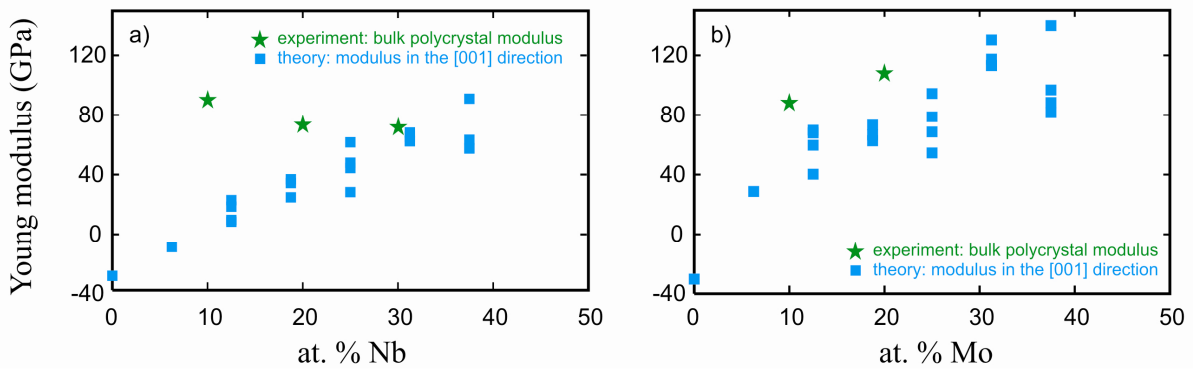 Young modulus (GPa)
a)
experiment: bulk polycrystal modulus
theory: modulus in the [001] direction
120
80
40
0
-40
0 10 20 30 40 50
at. % Nb
b)
120
80
40
0
-40
experiment: bulk polycrystal modulus
theory: modulus in the [001] direction
0 10 20 30 40 50
at. % Mo